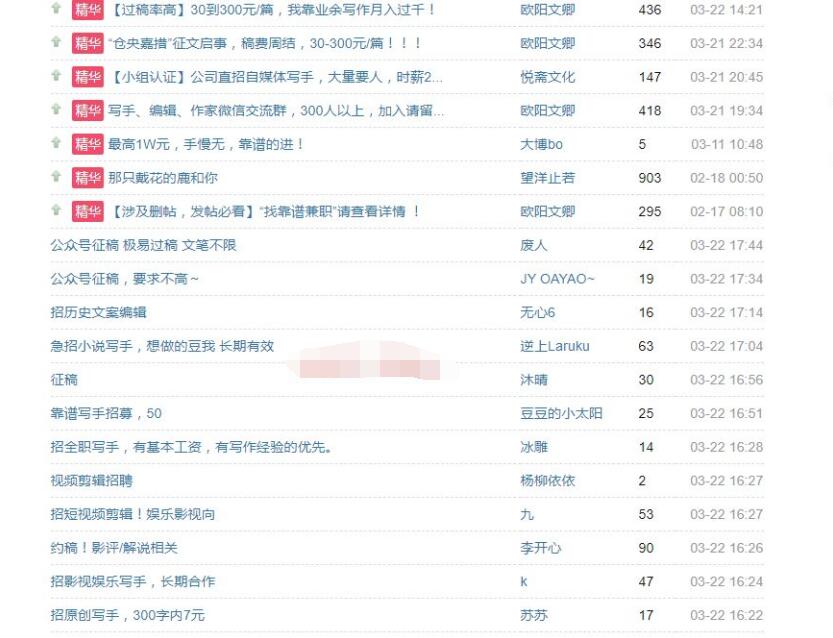 精华 【过稿率高】30到300元/篇，我靠业余写作月入过千！ 欧阳文卿 436 03-22 14:21
精华 “仓央嘉措”征文启事，稿费周结，30-300元/篇！！！ 欧阳文卿 346 03-21 22:34
精华 【小组认证】公司直招自媒体写手，大量要人，时薪2... 悦斋文化 147 03-21 20:45
精华 写手、编辑、作家微信交流群，300人以上，加入请留... 欧阳文卿 418 03-21 19:34
精华 最高1W元，手慢无，靠谱的进！ 大博bo 5 03-11 10:48
精华 那只戴花的鹿和你 望洋止若 903 02-18 00:50
精华 【涉及删帖，发帖必看】“找靠谱兼职”请查看详情 ！ 欧阳文卿 295 02-17 08:10
公众号征稿 极易过稿 文笔不限 废人 42 03-22 17:44
公众号征稿，要求不高～ JY OAYAO~ 19 03-22 17:34
招历史文案编辑 无心6 16 03-22 17:14
急招小说写手，想做的豆我 长期有效 逆上Laruku 63 03-22 17:04
征稿 沐晴 30 03-22 16:56
靠谱写手招募，50 豆豆的小太阳 25 03-22 16:51
招全职写手，有基本工资，有写作经验的优先。 冰雕 14 03-22 16:28
视频剪辑招聘 杨柳依依 2 03-22 16:27
招短视频剪辑！娱乐影视向 九 53 03-22 16:27
约稿！影评/解说相关 李开心 90 03-22 16:26
招影视娱乐写手，长期合作 k 47 03-22 16:24
招原创写手，300字内7元 苏苏 17 03-22 16:22